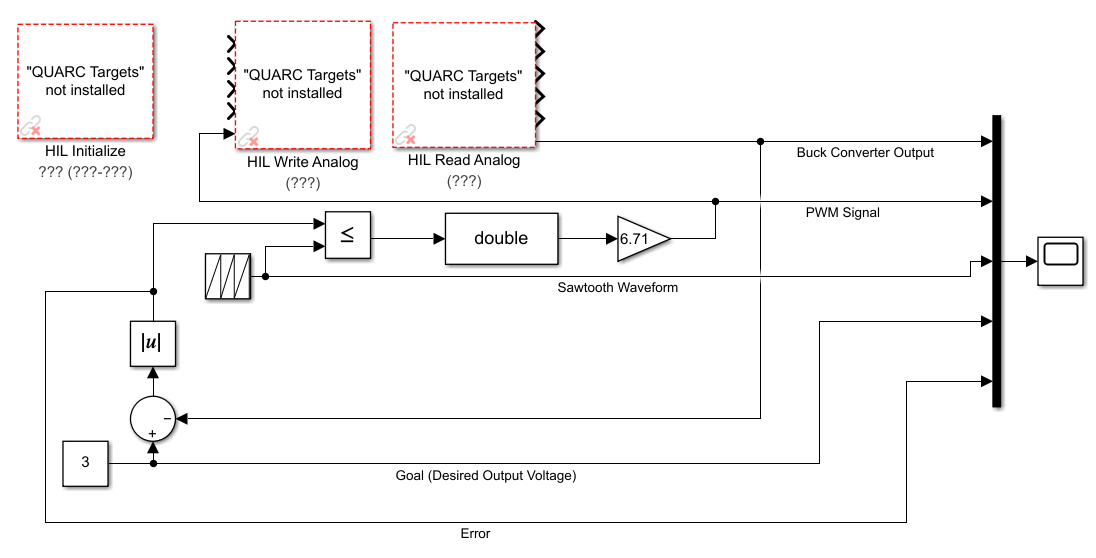 "QUARC Targets"
not installed
HIL Initialize
??? (???-???)
"QUARC Targets"
not installed
HIL Write Analog
(???)
"QUARC Targets"
not installed
HIL Read Analog
(???)
Buck Converter Output
PWM Signal
≤
double
6.71
Sawtooth Waveform
|u|
−
+
3
Goal (Desired Output Voltage)
Error